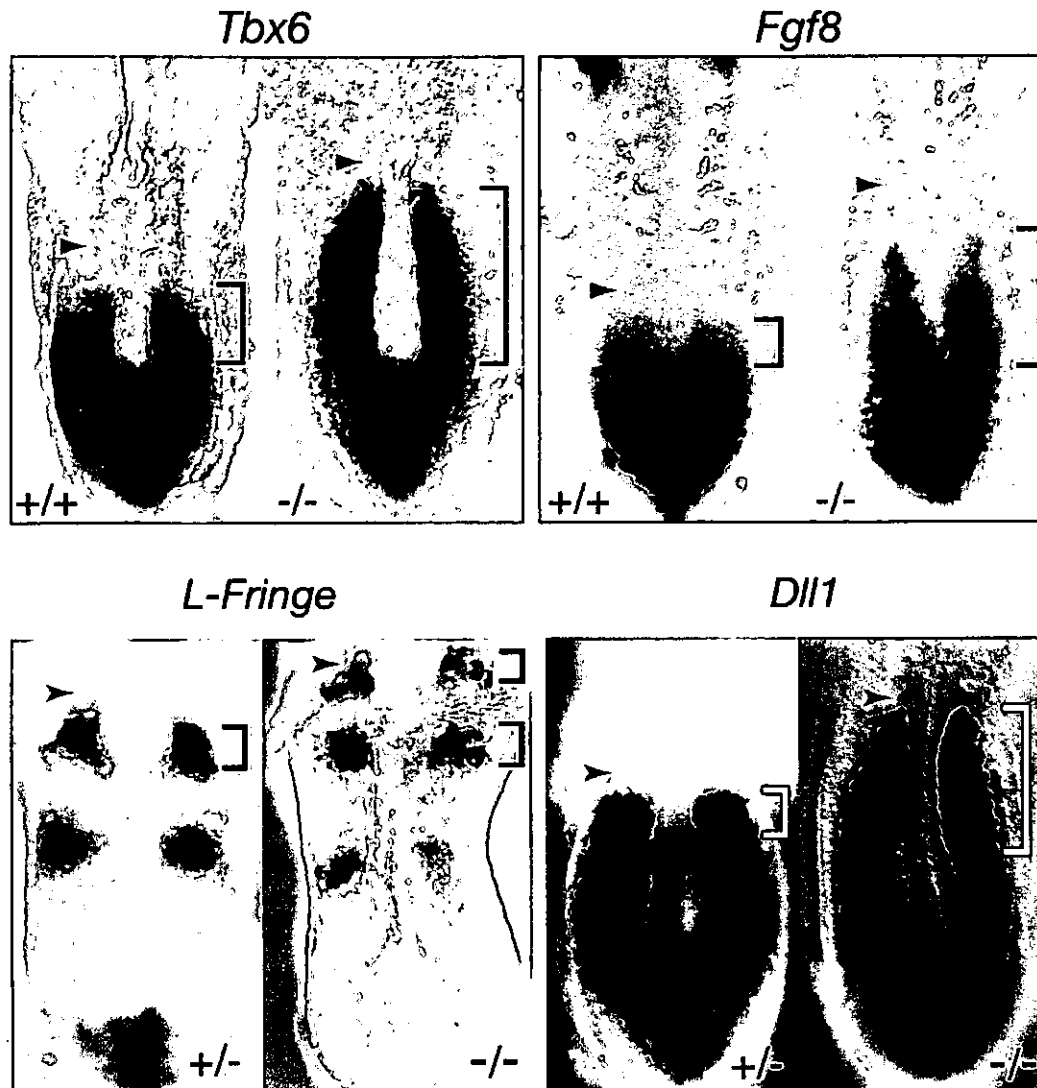 Tbx6
Fgf8
+/+
-/-
+/+
-/-
L-Fringe
Dll1
+/-
-/-
+/-
-/-